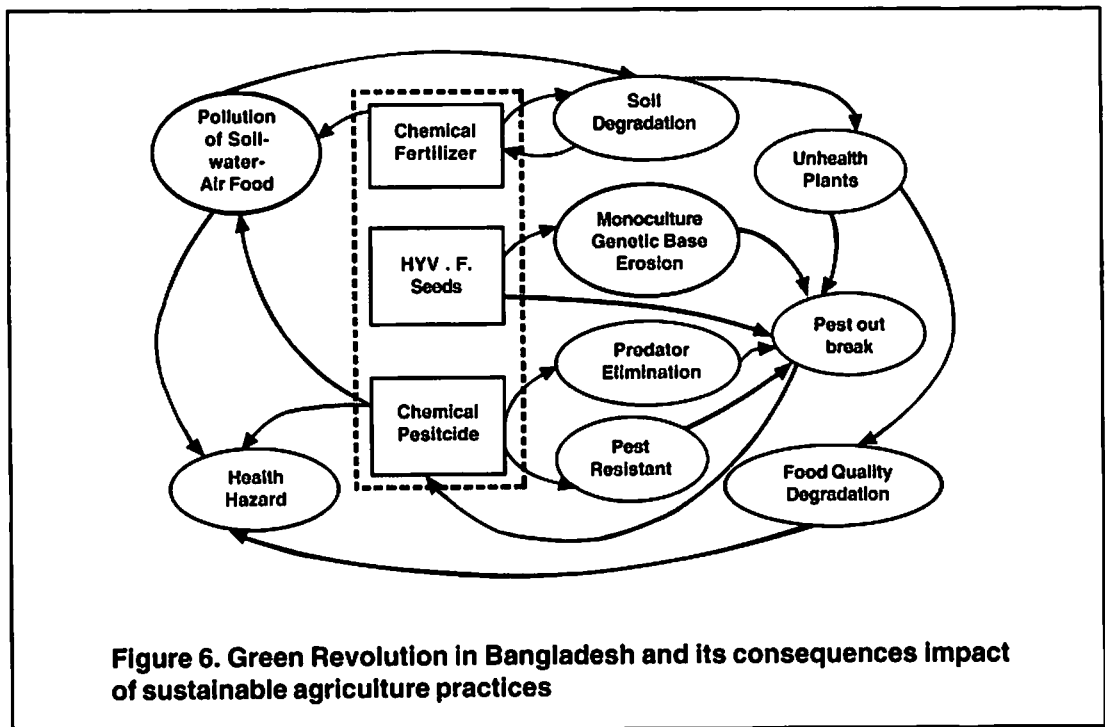 Pollution
of Soil-
water-
Air Food
Chemical
Fertilizer
Soil
Degradation
Unhealth
Plants
HYV . F.
Seeds
Monoculture
Genetic Base
Erosion
Pest out
break
Predator
Elimination
Chemical
Pesitcide
Pest
Resistant
Health
Hazard
Food Quality
Degradation
Figure 6. Green Revolution in Bangladesh and its consequences impact
of sustainable agriculture practices